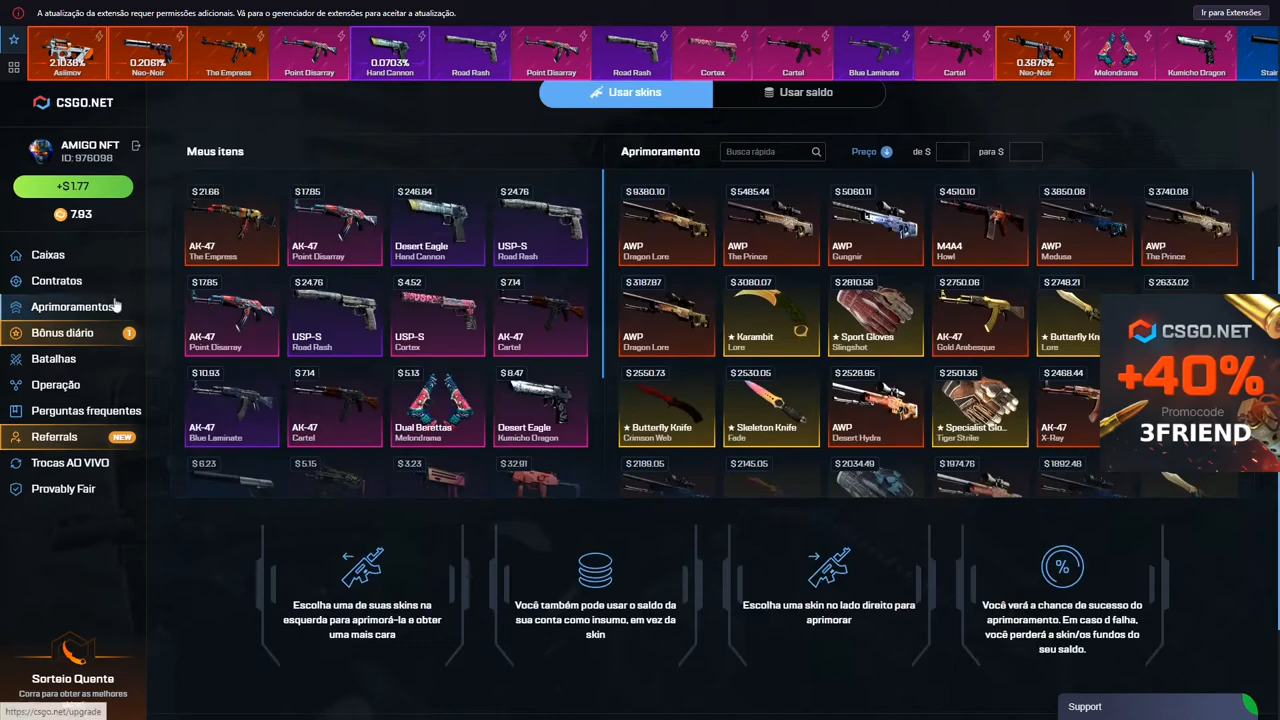 A atualização da extensão requer permissões adicionais. Vá para o gerenciador de extensões para aceitar a atualização.
Ir para Extensões
2.1038%
Asiimov
0.2061%
Neo-Noir
The Empress
Point Disarray
0.0703%
Hand Cannon
Road Rash
Point Disarray
Road Rash
Cortex
Cartel
Blue Laminate
Cartel
0.3876%
Neo-Noir
Melondrama
Kumicho Dragon
Stair
CSGO.NET
AMIGO NFT
ID: 976098
+$ 1.77
7.93
Caixas
Contratos
Aprimoramentos
Bônus diário
1
Batalhas
Operação
Perguntas frequentes
Referrals
NEW
Trocas AO VIVO
Provably Fair
Sorteio Quente
Corra para obter as melhores
https://csgo.net/upgrade
Usar skins
Usar saldo
Meus itens
$ 21.66
AK-47
The Empress
$ 17.85
AK-47
Point Disarray
$ 246.84
Desert Eagle
Hand Cannon
$ 24.76
USP-S
Road Rash
$ 17.85
AK-47
Point Disarray
$ 24.76
USP-S
Road Rash
$ 4.52
USP-S
Cortex
$ 7.14
AK-47
Cartel
$ 10.93
AK-47
Blue Laminate
$ 7.14
AK-47
Cartel
$ 5.13
Dual Berettas
Melondrama
$ 8.47
Desert Eagle
Kumicho Dragon
$ 6.23
$ 5.15
$ 3.23
$ 32.91
Aprimoramento
Busca rápida
Preço
de $
para $
$ 9380.10
AWP
Dragon Lore
$ 5485.44
AWP
The Prince
$ 5060.11
AWP
Gungnir
$ 4510.10
M4A4
Howl
$ 3850.08
AWP
Medusa
$ 3740.08
AWP
The Prince
$ 3187.87
AWP
Dragon Lore
$ 3080.07
★ Karambit
Lore
$ 2810.56
★ Sport Gloves
Slingshot
$ 2750.06
AK-47
Gold Arabesque
$ 2748.21
★ Butterfly Kn
Lore
$ 2633.02
$ 2550.73
★ Butterfly Knife
Crimson Web
$ 2530.05
★ Skeleton Knife
Fade
$ 2528.95
AWP
Desert Hydra
$ 2501.36
★ Specialist Glo...
Tiger Strike
$ 2468.44
AK-47
X-Ray
$ 2189.05
$ 2145.05
$ 2034.49
$ 1974.76
$ 1892.48
CSGO.NET
+40%
Promocode
3FRIEND
Escolha uma de suas skins na
esquerda para aprimorá-la e obter
uma mais cara
Você também pode usar o saldo da
sua conta como insumo, em vez da
skin
Escolha uma skin no lado direito para
aprimorar
%
Você verá a chance de sucesso do
aprimoramento. Em caso d falha,
você perderá a skin/os fundos do
seu saldo.
Support